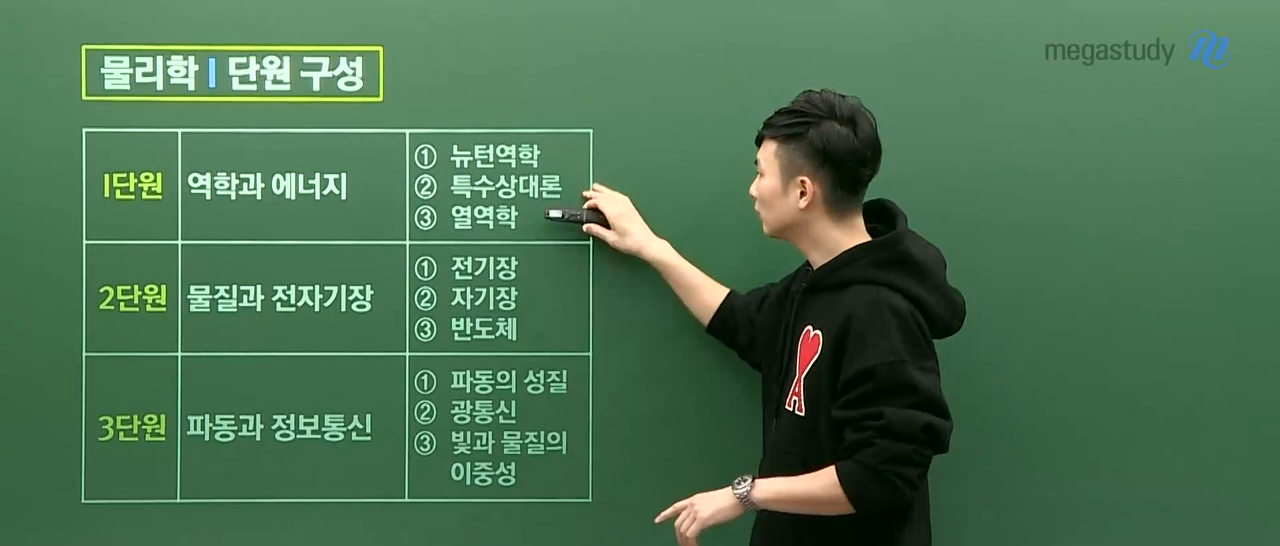 물리학 I 단원 구성
megastudy
1단원
역학과 에너지
① 뉴턴역학
② 특수상대론
③ 열역학
2단원
물질과 전자기장
① 전기장
② 자기장
③ 반도체
3단원
파동과 정보통신
① 파동의 성질
② 광통신
③ 빛과 물질의
이중성
A